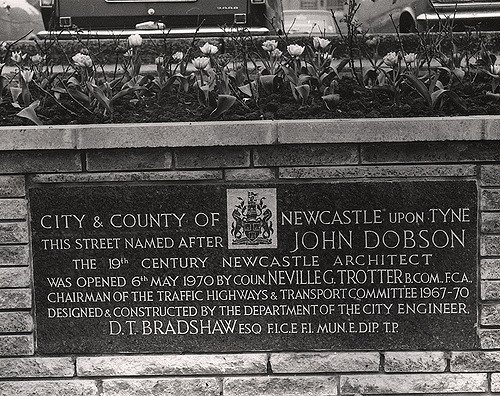 CITY & COUNTY OF NEWCASTLE UPON TYNE
THIS STREET NAMED AFTER JOHN DOBSON
THE 19th CENTURY NEWCASTLE ARCHITECT
WAS OPENED 6th MAY 1970 BY COUN. NEVILLE G. TROTTER B.COM., F.C.A.,
CHAIRMAN OF THE TRAFFIC HIGHWAYS & TRANSPORT COMMITTEE 1967-70
DESIGNED & CONSTRUCTED BY THE DEPARTMENT OF THE CITY ENGINEER.
D. T. BRADSHAW ESQ F.I.C.E F.I. MUN. E. DIP. T.P.